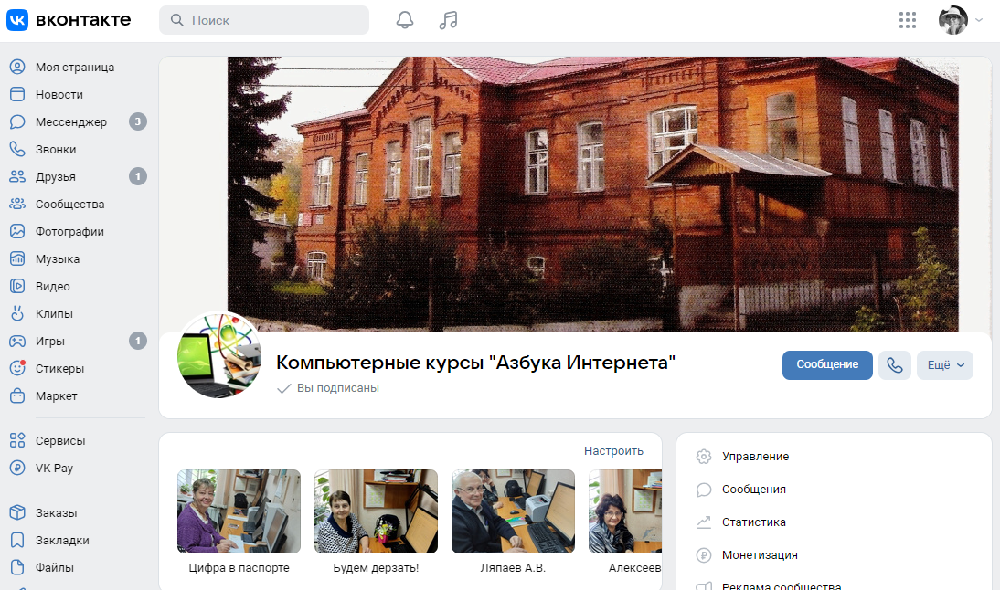 вконтакте
Поиск
Моя страница
Новости
Мессенджер 3
Звонки
Друзья 1
Сообщества
Фотографии
Музыка
Видео
Клипы
Игры 1
Стикеры
Маркет
Сервисы
VK Pay
Заказы
Закладки
Файлы
Компьютерные курсы "Азбука Интернета"
Вы подписаны
Сообщение
Ещё
Настроить
Цифра в паспорте
Будем дерзать!
Ляпаев А.В.
Алексеев
Управление
Сообщения
Статистика
Монетизация
Реклама сообщества